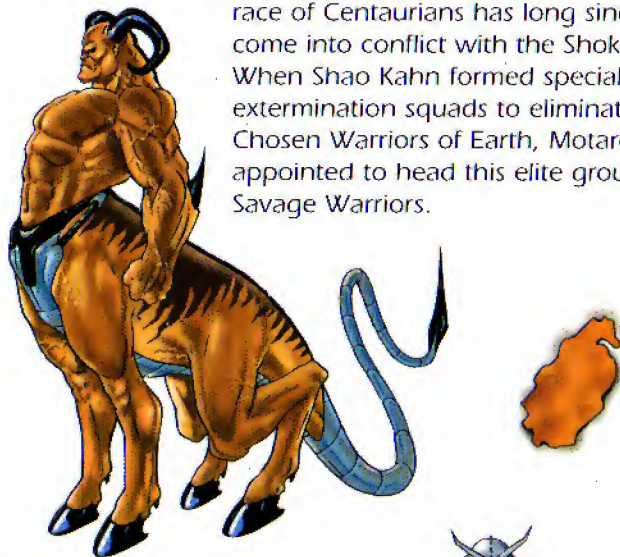 race of Centaurians has long sinc
come into conflict with the Shok
When Shao Kahn formed special
extermination squads to eliminat
Chosen Warriors of Earth, Motar
appointed to head this elite grou
Savage Warriors.